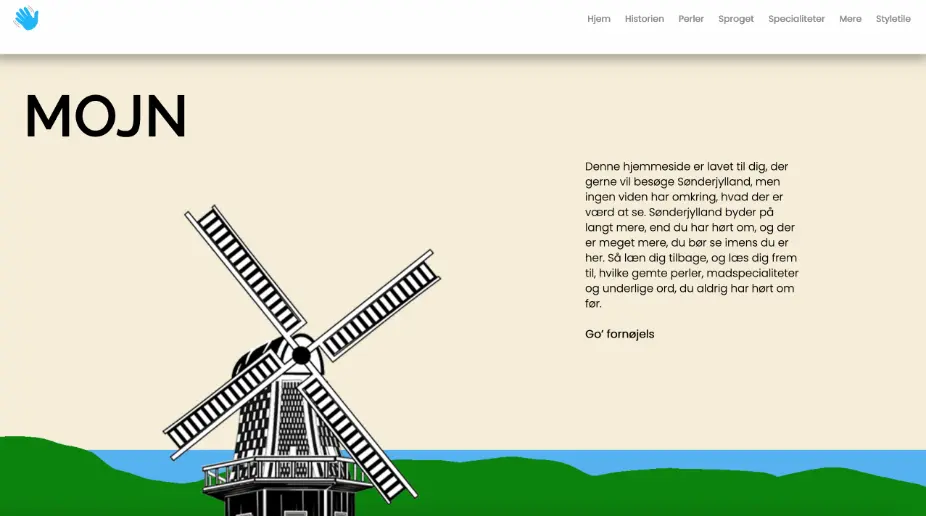 Hjem Historien Perler Sproget Specialiteter Mere Styletile
MOJN
Denne hjemmeside er lavet til dig, der
gerne vil besøge Sønderjylland, men
ingen viden har omkring, hvad der er
værd at se. Sønderjylland byder på
langt mere, end du har hørt om, og der
er meget mere, du bør se imens du er
her. Så læn dig tilbage, og læs dig frem
til, hvilke gemte perler, madspecialiteter
og underlige ord, du aldrig har hørt om
før.
Go’ fornøjels